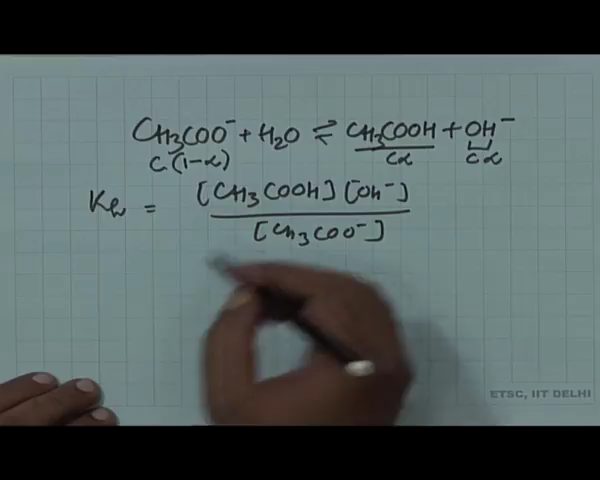 CH₃COO⁻ + H₂O ⇌ CH₃COOH + OH⁻
C(1-α) Cα Cα
Kh = [CH₃COOH] [OH⁻]
[CH₃COO⁻]
ETSC, IIT DELHI